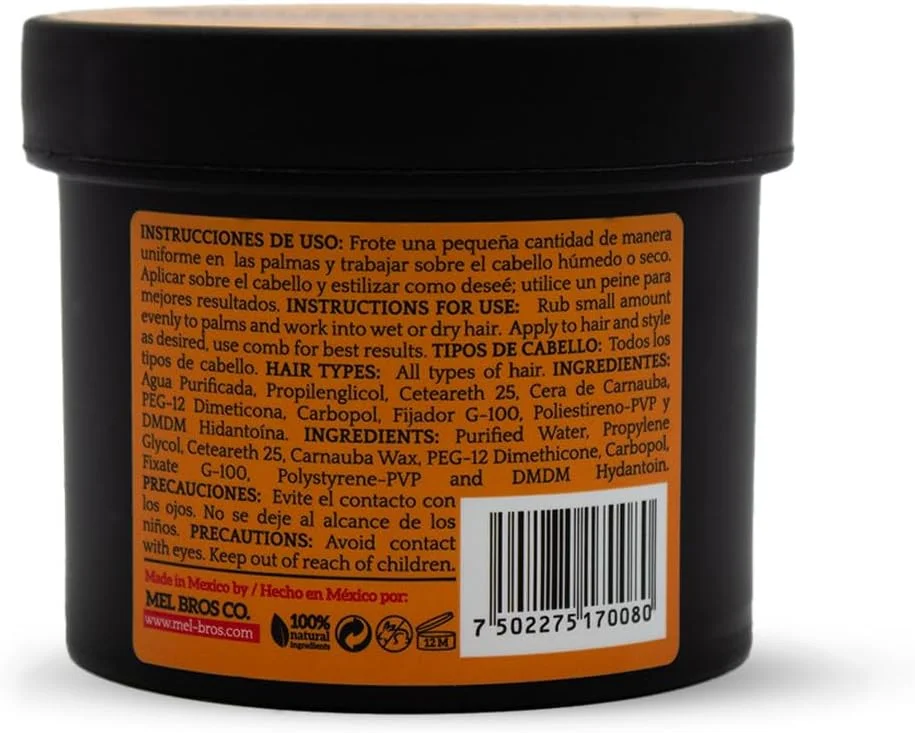 INSTRUCCIONES DE USO: Frote una pequeña cantidad de manera
uniforme en las palmas y trabajar sobre el cabello húmedo o seco.
Aplicar sobre el cabello y estilizar como deseé; utilice un peine para
mejores resultados. INSTRUCTIONS FOR USE: Rub small amount
evenly to palms and work into wet or dry hair. Apply to hair and style
as desired, use comb for best results. TIPOS DE CABELLO: Todos los
tipos de cabello. HAIR TYPES: All types of hair. INGREDIENTES:
Agua Purificada, Propilenglicol, Ceteareth 25, Cera de Carnauba,
PEG-12 Dimeticona, Carbopol, Fijador G-100, Poliestireno-PVP y
DMDM Hidantoína. INGREDIENTS: Purified Water, Propylene
Glycol, Ceteareth 25, Carnauba Wax, PEG-12 Dimethicone, Carbopol,
Fixate G-100, Polystyrene-PVP and DMDM Hydantoin.
PRECAUCIONES: Evite el contacto con
los ojos. No se deje al alcance de los
niños. PRECAUTIONS: Avoid contact
with eyes. Keep out of reach of children.
Made in Mexico by / Hecho en México por:
MEL BROS CO.
www.mel-bros.com
100%
natural
ingredients
12 M
7 502275 170080